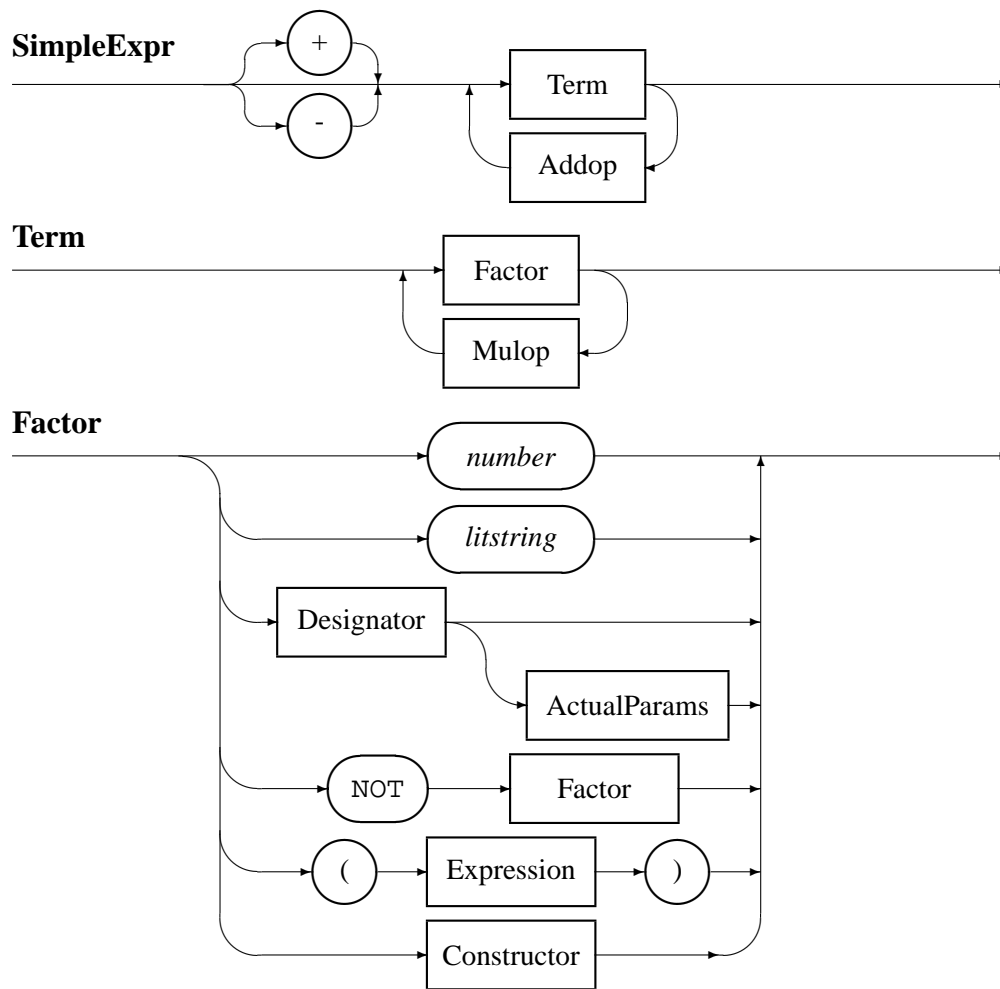 SimpleExpr
+
Term
-
Addop
Term
Factor
Mulop
Factor
number
litstring
Designator
ActualParams
NOT Factor
( Expression )
Constructor